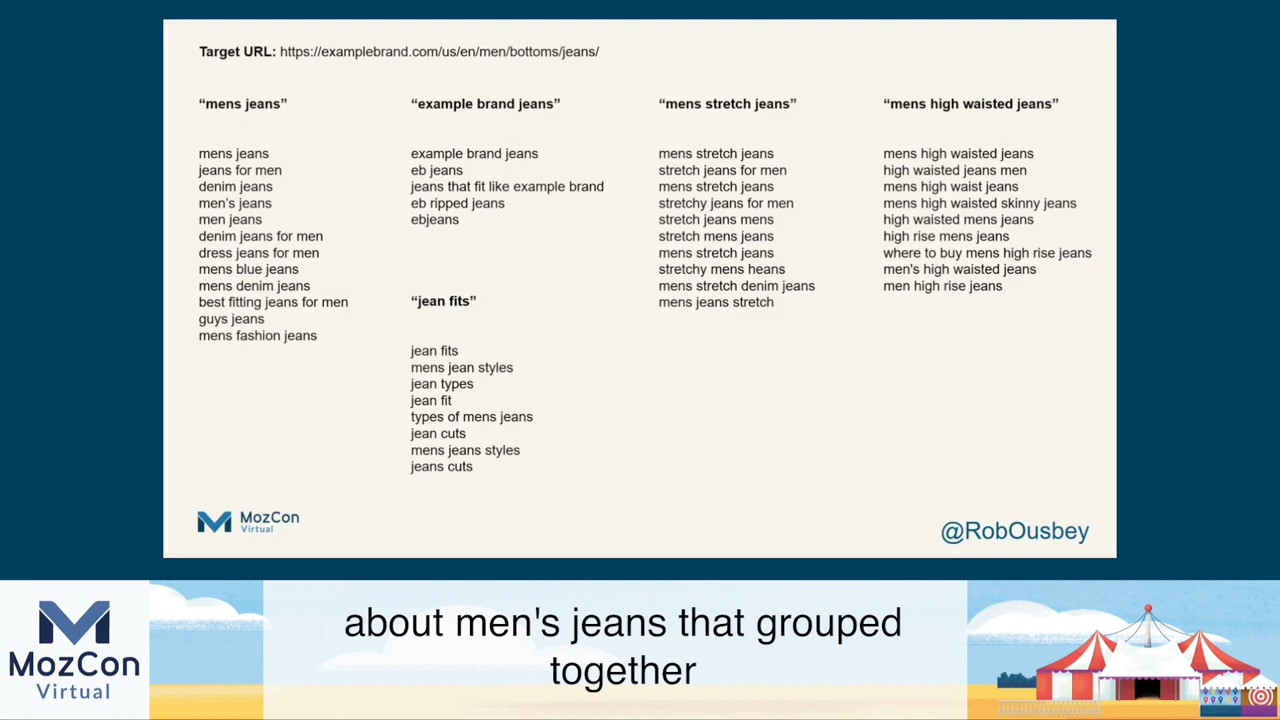 Target URL: https://examplebrand.com/us/en/men/bottoms/jeans/
“mens jeans”
mens jeans
jeans for men
denim jeans
men’s jeans
men jeans
denim jeans for men
dress jeans for men
mens blue jeans
mens denim jeans
best fitting jeans for men
guys jeans
mens fashion jeans
“example brand jeans”
example brand jeans
eb jeans
jeans that fit like example brand
eb ripped jeans
ebjeans
“jean fits”
jean fits
mens jean styles
jean types
jean fit
types of mens jeans
jean cuts
mens jeans styles
jeans cuts
“mens stretch jeans”
mens stretch jeans
stretch jeans for men
mens stretch jeans
stretchy jeans for men
stretch jeans mens
stretch mens jeans
mens stretch jeans
stretchy mens heans
mens stretch denim jeans
mens jeans stretch
“mens high waisted jeans”
mens high waisted jeans
high waisted jeans men
mens high waist jeans
mens high waisted skinny jeans
high waisted mens jeans
high rise mens jeans
where to buy mens high rise jeans
men's high waisted jeans
men high rise jeans
MozCon
Virtual
@RobOusbey
MozCon
Virtual
about men's jeans that grouped
together